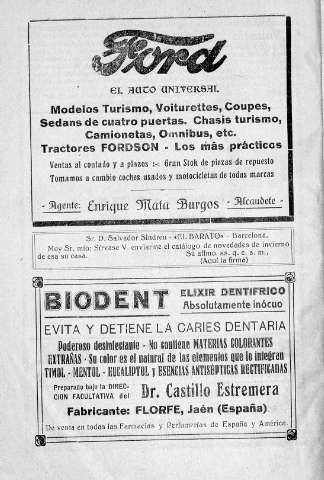 Ford
EL AUTO UNIVERSAL
Modelos Turismo, Voiturettes, Coupes,
Sedans de cuatro puertas. Chasis turismo,
Camionetas, Omnibus, etc.
Tractores FORDSON - Los más prácticos
Ventas al contado y a plazos :-: Gran Stok de piezas de repuesto
Tomamos a cambio coches usados y motocicletas de todas marcas
- Agente: Enrique Mata Burgos - Alcaudete -
Sr. D. Salvador Sindreu - «EL BARATO» - Barcelona.
Muy Sr. mío: Sírvase V. enviarme el catálogo de novedades de invierno
de esa su casa. Su afmo. ss. q. e. s. m.,
(Aquí la firma)
BIODENT ELIXIR DENTIFRICO
Absolutamente inócuo
EVITA Y DETIENE LA CARIES DENTARIA
Poderoso desinfectante - No contiene MATERIAS COLORANTES
EXTRAÑAS - Su color es el natural de las elementos que lo integran
TIMOL - MENTOL - EUCALIPTOL y ESENCIAS ANTISÉPTICAS RECTIFICADAS
Preparado bajo la DIREC-
CIÓN FACULTATIVA del Dr. Castillo Estremera
Fabricante: FLORFE, Jaén (España)
De venta en todas las Farmacias y Perfumerías de España y América.